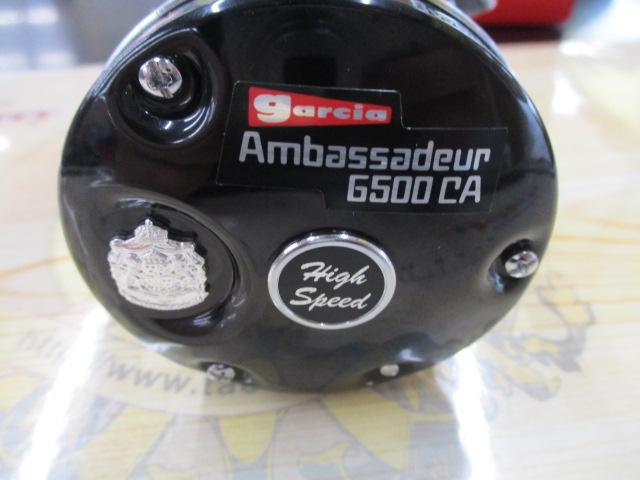 garcia
Ambassadeur
6500 CA
High
Speed